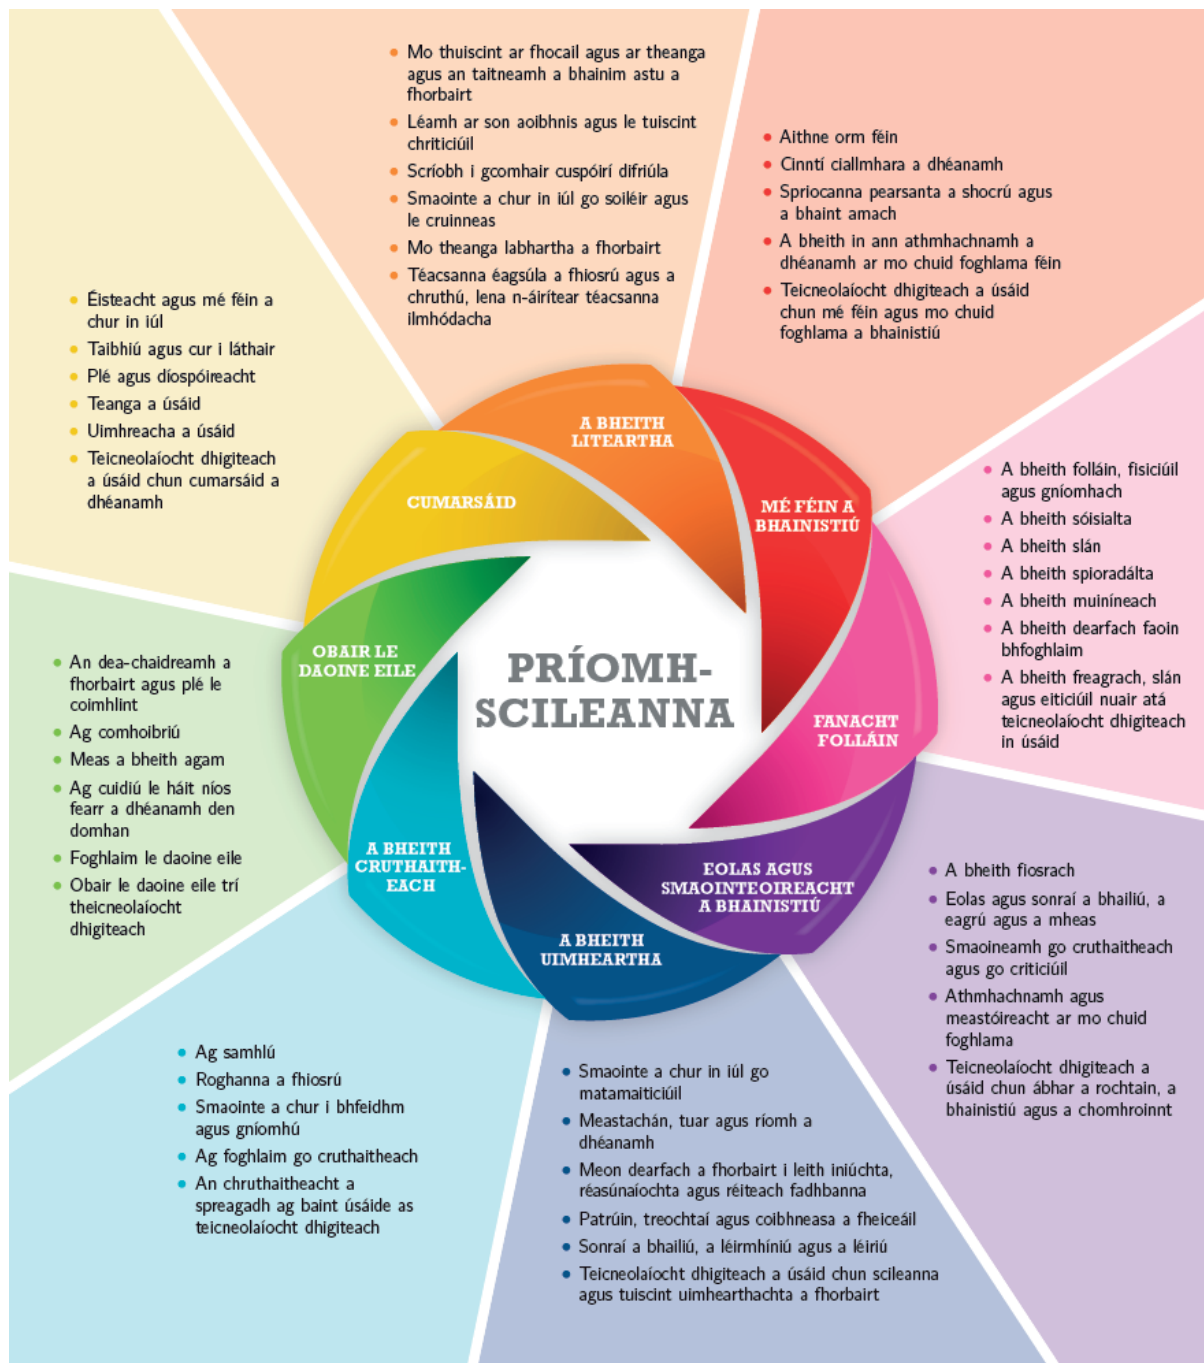 Mo thuiscint ar fhocail agus ar theanga
agus an taitneamh a bhainim astu a
fhorbairt
Léamh ar son aoibhnis agus le tuiscint
chriticiúil
Scríobh i gcomhair cuspóirí difriúla
Smaointe a chur in iúl go soiléir agus
le cruinneas
Mo theanga labhartha a fhorbairt
Téacsanna éagsúla a fhiosrú agus a
chruthú, lena n-áirítear téacsanna
ilmhódacha
Aithne orm féin
Cinntí ciallmhara a dhéanamh
Spriocanna pearsanta a shocrú agus
a bhaint amach
A bheith in ann athmhachnamh a
dhéanamh ar mo chuid foghlama féin
Teicneolaíocht dhigiteach a úsáid
chun mé féin agus mo chuid
foghlama a bhainistiú
Éisteacht agus mé féin a
chur in iúl
Taibhiú agus cur i láthair
Plé agus díospóireacht
Teanga a úsáid
Uimhreacha a úsáid
Teicneolaíocht dhigiteach
a úsáid chun cumarsáid a
dhéanamh
A bheith folláin, fisiciúil
agus gníomhach
A bheith sóisialta
A bheith slán
A bheith spioradálta
A bheith muiníneach
A bheith dearfach faoin
bhfoghlaim
A bheith freagrach, slán
agus eiticiúil nuair atá
teicneolaíocht dhigiteach
in úsáid
A BHEITH
LITEARTHA
CUMARSÁID
MÉ FÉIN A
BHAINISTIÚ
OBAIR LE
DAOINE EILE
PRÍOMH-
SCILEANNA
FANACHT
FOLLÁIN
A BHEITH
CRUTHAITH-
EACH
EOLAS AGUS
SMAOINTEOIREACHT
A BHAINISTIÚ
A BHEITH
UIMHEARTHA
An dea-chaidreamh a
fhorbairt agus plé le
coimhlint
Ag comhoibriú
Meas a bheith agam
Ag cuidiú le háit níos
fearr a dhéanamh den
domhan
Foghlaim le daoine eile
Obair le daoine eile trí
theicneolaíocht
dhigiteach
A bheith fiosrach
Eolas agus sonraí a bhailiú, a
eagrú agus a mheas
Smaoineamh go cruthaitheach
agus go criticiúil
Athmhachnamh agus
meastóireacht ar mo chuid
foghlama
Teicneolaíocht dhigiteach a
úsáid chun ábhar a rochtain, a
bhainistiú agus a chomhroinnt
Ag samhlú
Roghanna a fhiosrú
Smaointe a chur i bhfeidhm
agus gníomhú
Ag foghlaim go cruthaitheach
An chruthaitheacht a
spreagadh ag baint úsáide as
teicneolaíocht dhigiteach
Smaointe a chur in iúl go
matamaiticiúil
Meastachán, tuar agus ríomh a
dhéanamh
Meon dearfach a fhorbairt i leith iniúchta,
réasúnaíochta agus réiteach fadhbanna
Patrúin, treochtaí agus coibhneasa a fheiceáil
Sonraí a bhailiú, a léirmhíniú agus a léiriú
Teicneolaíocht dhigiteach a úsáid chun scileanna
agus tuiscint uimhearthachta a fhorbairt